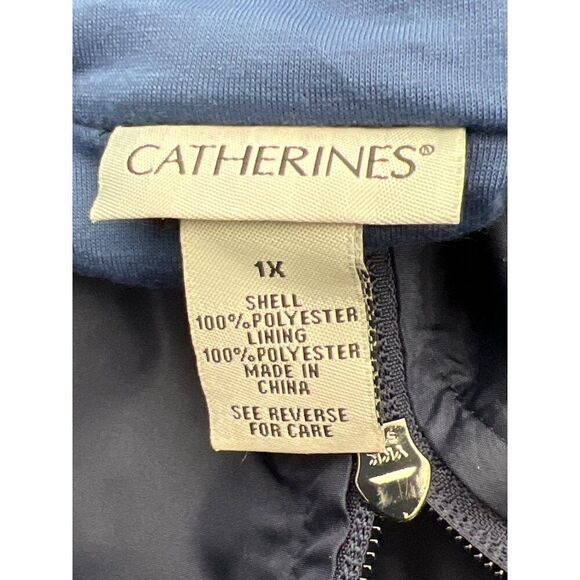 CATHERINES®
1X
SHELL
100%POLYESTER
LINING
100%POLYESTER
MADE IN
CHINA
SEE REVERSE
FOR CARE